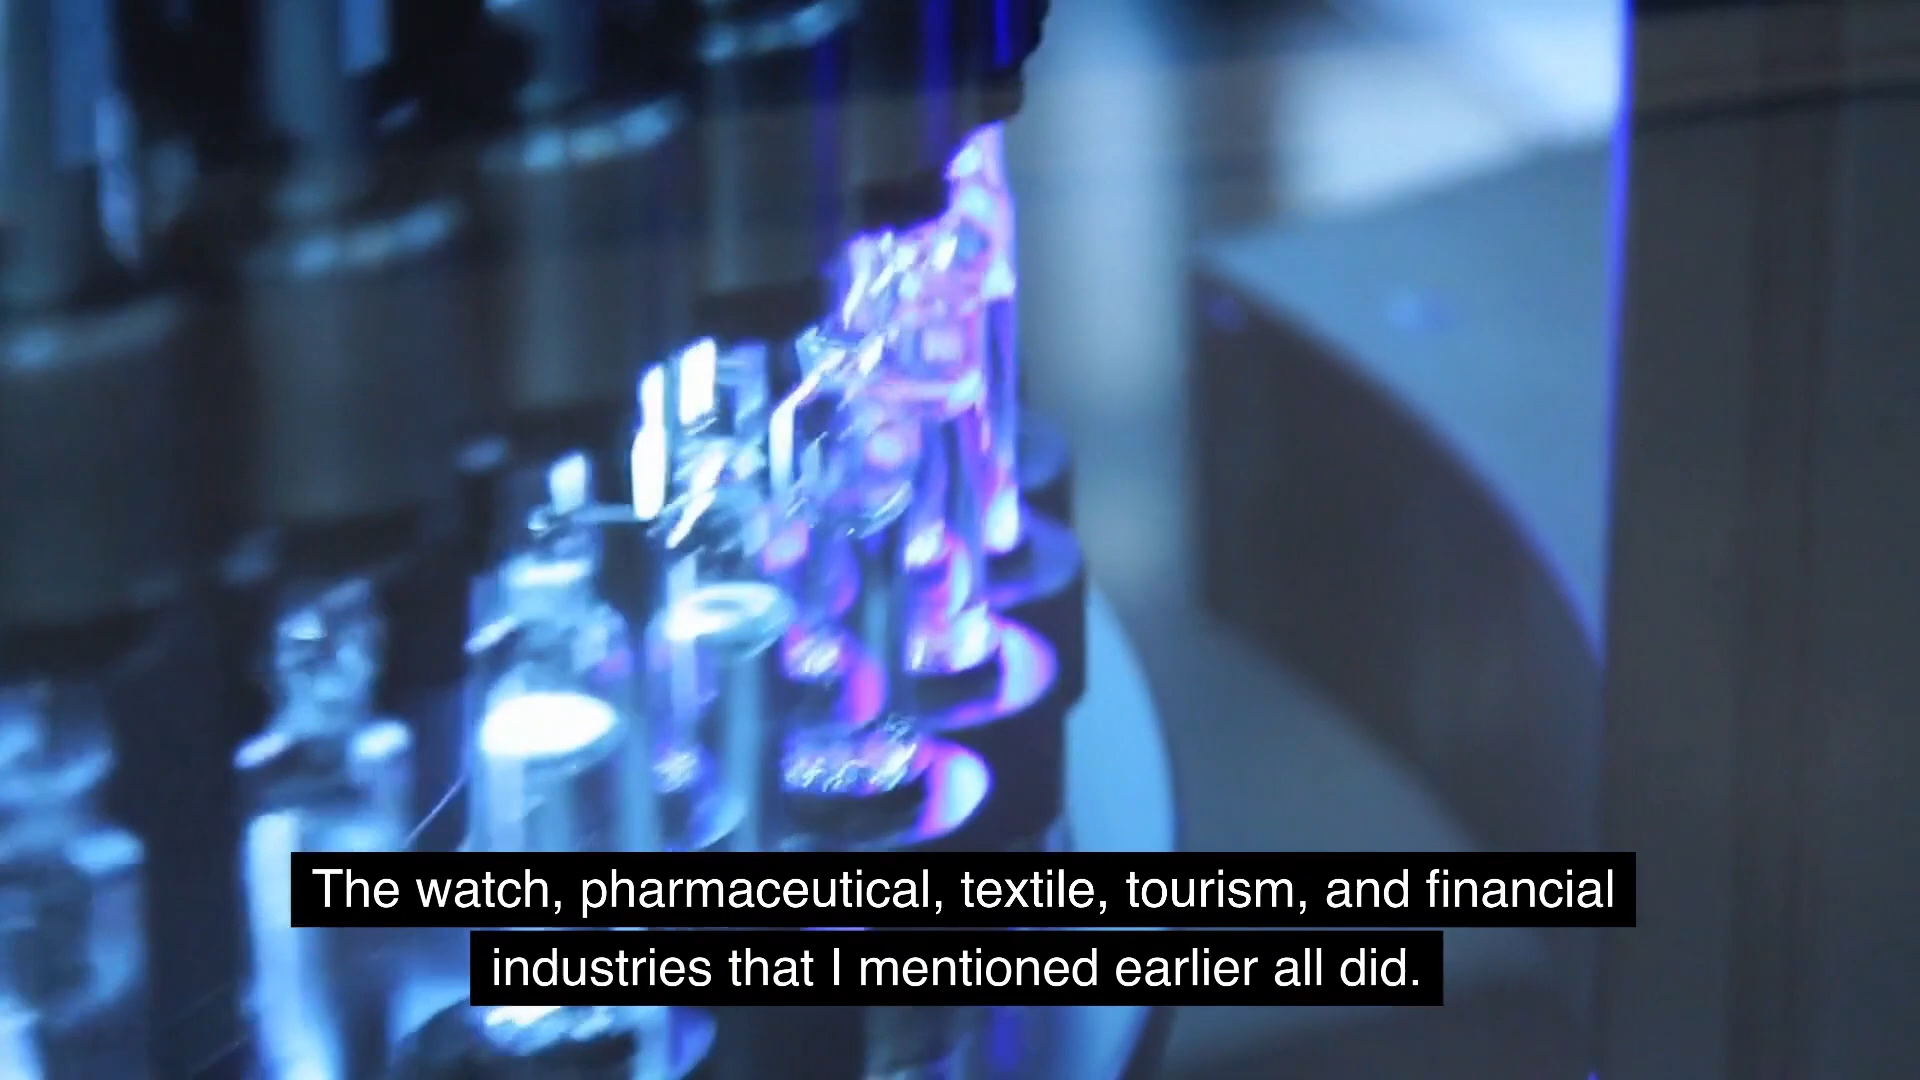 The watch, pharmaceutical, textile, tourism, and financial
industries that I mentioned earlier all did.